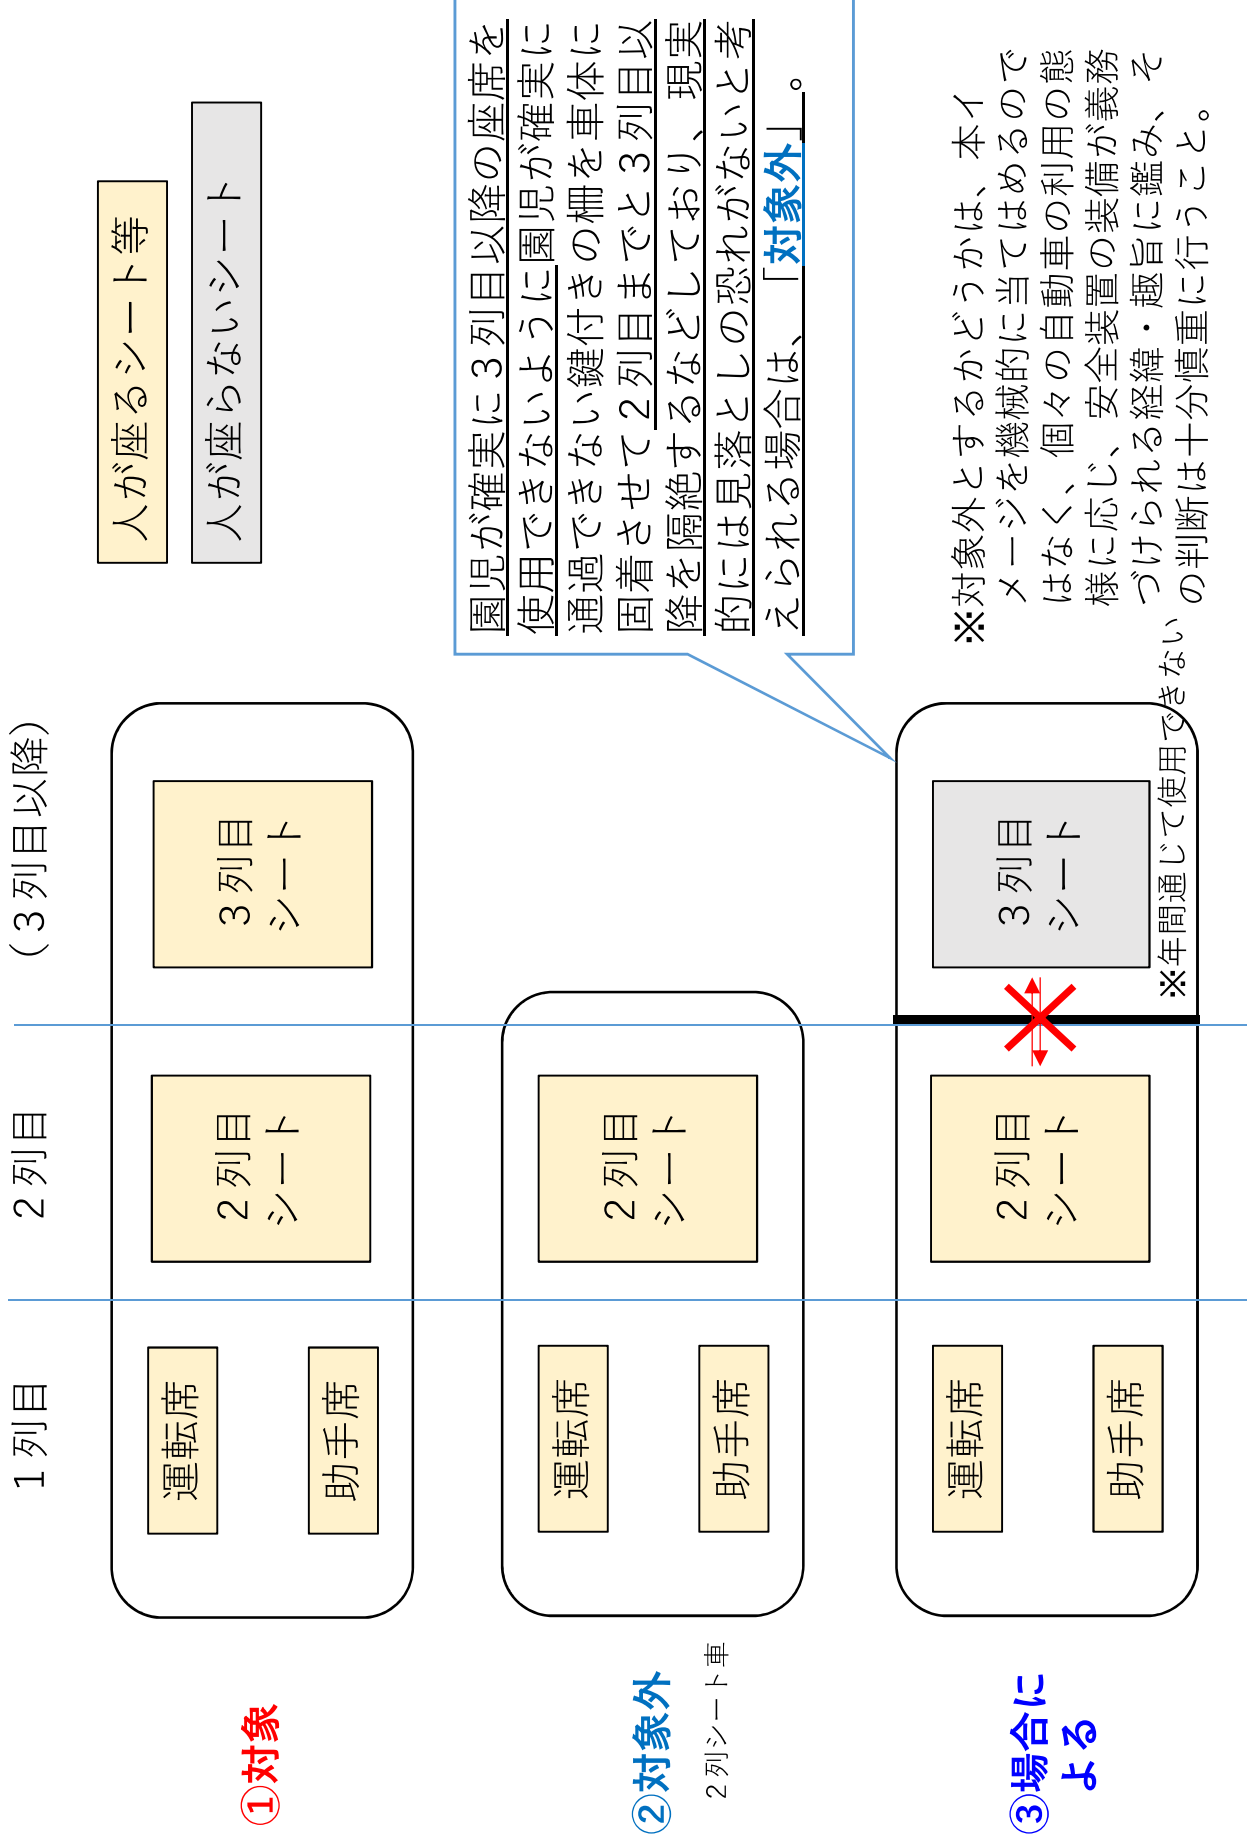 1列目
2列目
(3列目以降)
人が座るシート等
人が座らないシート
①対象
運転席
助手席
2列目
シート
3列目
シート
②対象外
2列シート車
運転席
助手席
2列目
シート
園児が確実に3列目以降の座席を
使用できないように園児が確実に
通過できない鍵付きの柵を車体に
固着させて2列目までと3列目以
降を隔絶するなどしており、現実
的には見落としの恐れがないと考
えられる場合は、「対象外」。
③場合に
よる
運転席
助手席
2列目
シート
3列目
シート
※年間通じて使用できない
※対象外とするかどうかは、本イ
メージを機械的に当てはめるので
はなく、個々の自動車の利用の態
様に応じ、安全装置の装備が義務
づけられる経緯・趣旨に鑑み、そ
の判断は十分慎重に行うこと。